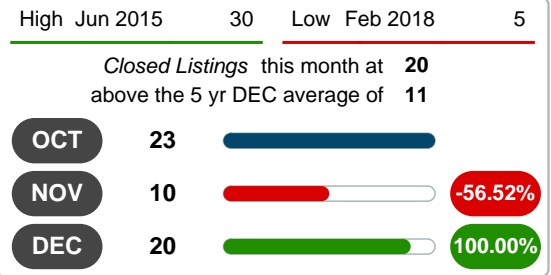 High Jun 2015 30 Low Feb 2018 5
Closed Listings this month at 20
above the 5 yr DEC average of 11
OCT 23
NOV 10 -56.52%
DEC 20 100.00%